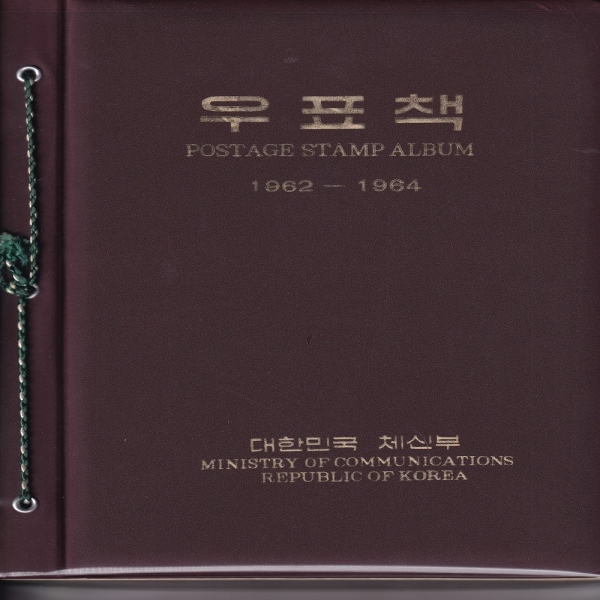 우표책
POSTAGE STAMP ALBUM
1962 — 1964
대한민국 체신부
MINISTRY OF COMMUNICATIONS
REPUBLIC OF KOREA